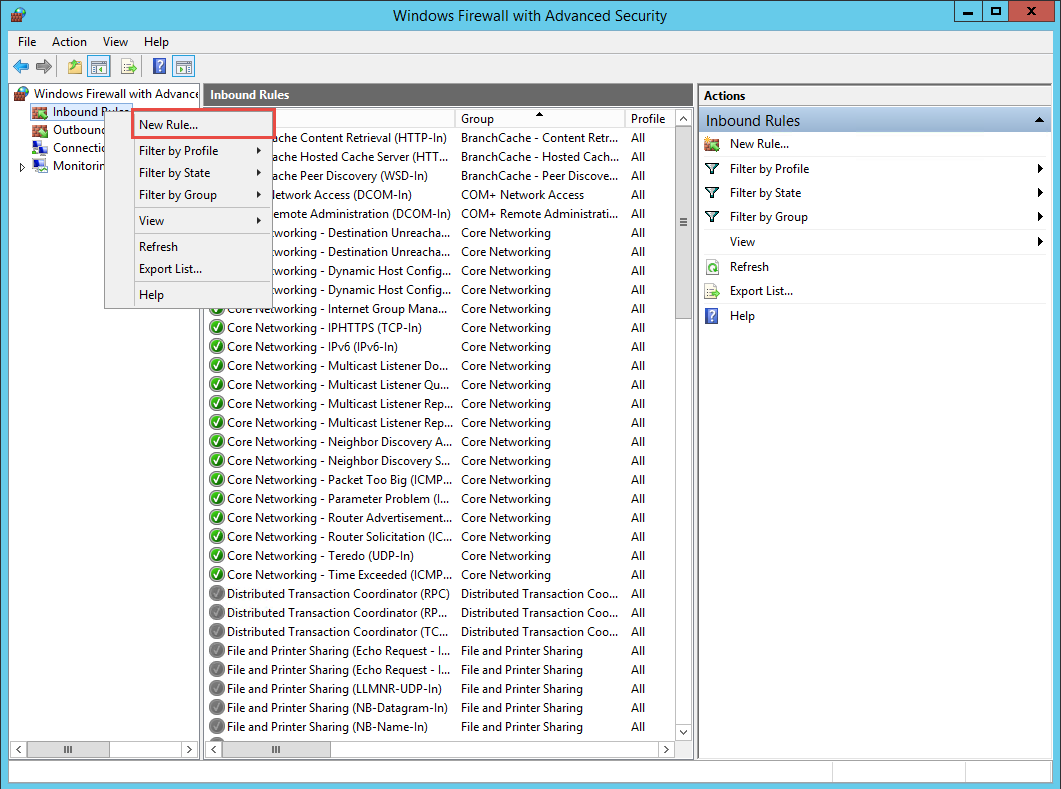 Windows Firewall with Advanced Security
File Action View Help
Windows Firewall with Advance
Inbound Rules
Outbound
Connectio
Monitorin
New Rule...
Filter by Profile
Filter by State
Filter by Group
View
Refresh
Export List...
Help
Inbound Rules
Group Profile
ache Content Retrieval (HTTP-In) BranchCache - Content Retr... All
ache Hosted Cache Server (HTT... BranchCache - Hosted Cach... All
ache Peer Discovery (WSD-In) BranchCache - Peer Discove... All
etwork Access (DCOM-In) COM+ Network Access All
emote Administration (DCOM-In) COM+ Remote Administrati... All
tworking - Destination Unreacha... Core Networking All
tworking - Destination Unreacha... Core Networking All
tworking - Dynamic Host Config... Core Networking All
tworking - Dynamic Host Config... Core Networking All
Core Networking - Internet Group Mana... Core Networking All
Core Networking - IPHTTPS (TCP-In) Core Networking All
Core Networking - IPv6 (IPv6-In) Core Networking All
Core Networking - Multicast Listener Do... Core Networking All
Core Networking - Multicast Listener Qu... Core Networking All
Core Networking - Multicast Listener Rep... Core Networking All
Core Networking - Multicast Listener Rep... Core Networking All
Core Networking - Neighbor Discovery A... Core Networking All
Core Networking - Neighbor Discovery S... Core Networking All
Core Networking - Packet Too Big (ICMP... Core Networking All
Core Networking - Parameter Problem (I... Core Networking All
Core Networking - Router Advertisement... Core Networking All
Core Networking - Router Solicitation (IC... Core Networking All
Core Networking - Teredo (UDP-In) Core Networking All
Core Networking - Time Exceeded (ICMP... Core Networking All
Distributed Transaction Coordinator (RPC) Distributed Transaction Coo... All
Distributed Transaction Coordinator (RP... Distributed Transaction Coo... All
Distributed Transaction Coordinator (TC... Distributed Transaction Coo... All
File and Printer Sharing (Echo Request - I... File and Printer Sharing All
File and Printer Sharing (Echo Request - I... File and Printer Sharing All
File and Printer Sharing (LLMNR-UDP-In) File and Printer Sharing All
File and Printer Sharing (NB-Datagram-In) File and Printer Sharing All
File and Printer Sharing (NB-Name-In) File and Printer Sharing All
Actions
Inbound Rules
New Rule...
Filter by Profile
Filter by State
Filter by Group
View
Refresh
Export List...
Help